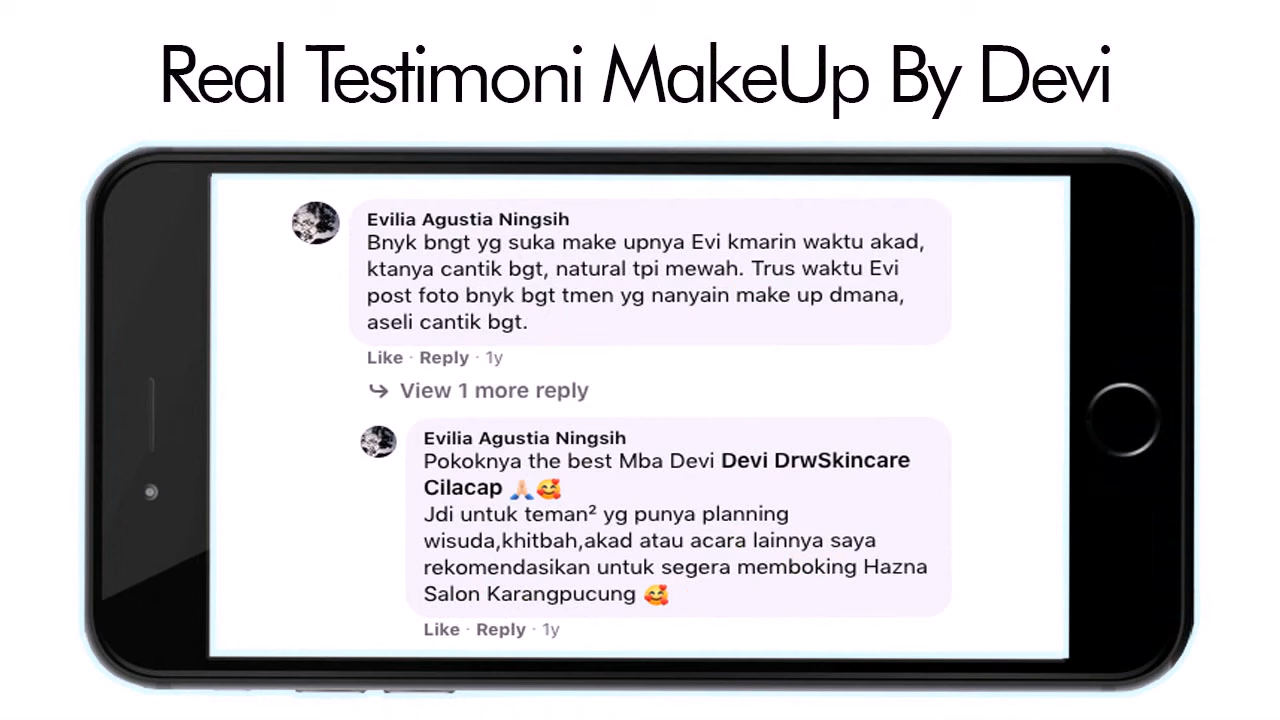 Real Testimoni MakeUp By Devi
Evilia Agustia Ningsih
Bnyk bngt yg suka make upnya Evi kmarin waktu akad,
ktanya cantik bgt, natural tpi mewah. Trus waktu Evi
post foto bnyk bgt tmen yg nanyain make up dmana,
aseli cantik bgt.
Like · Reply · 1y
View 1 more reply
Evilia Agustia Ningsih
Pokoknya the best Mba Devi Devi DrwSkincare
Cilacap 🙏🏻🥰
Jdi untuk teman² yg punya planning
wisuda,khitbah,akad atau acara lainnya saya
rekomendasikan untuk segera memboking Hazna
Salon Karangpucung 🥰
Like · Reply · 1y